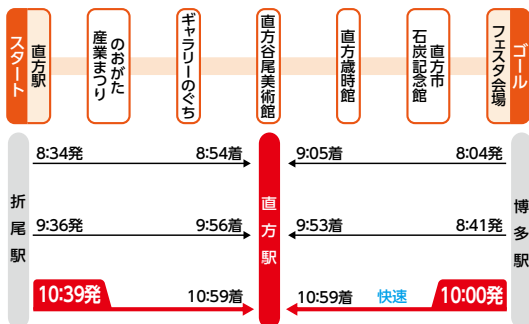 スタート
直方駅
のおがた
産業まつり
ギャラリーのぐち
直方谷尾美術館
直方歳時館
直方市
石炭記念館
フェスタ会場
ゴール
折尾駅
8:34発
8:54着
9:36発
9:56着
10:39発
10:59着
直方駅
9:05着
8:04発
9:53着
8:41発
10:59着
快速
10:00発
博多駅